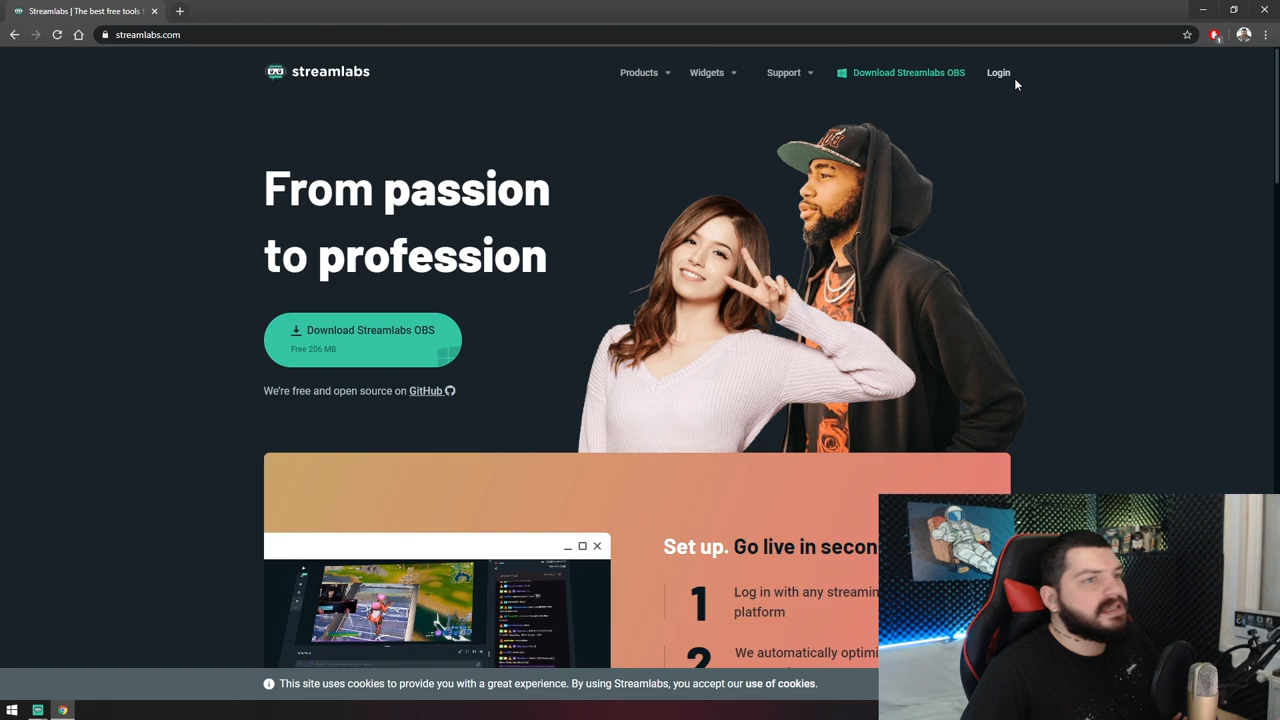 Streamlabs | The best free tools
streamlabs.com
1
streamlabs
Products
Widgets
Support
Download Streamlabs OBS
Login
From passion
to profession
Download Streamlabs OBS
Free 206 MB
We're free and open source on GitHub
Set up. Go live in secon
1
Log in with any streamin
platform
2
We automatically optimi
This site uses cookies to provide you with a great experience. By using Streamlabs, you accept our use of cookies.